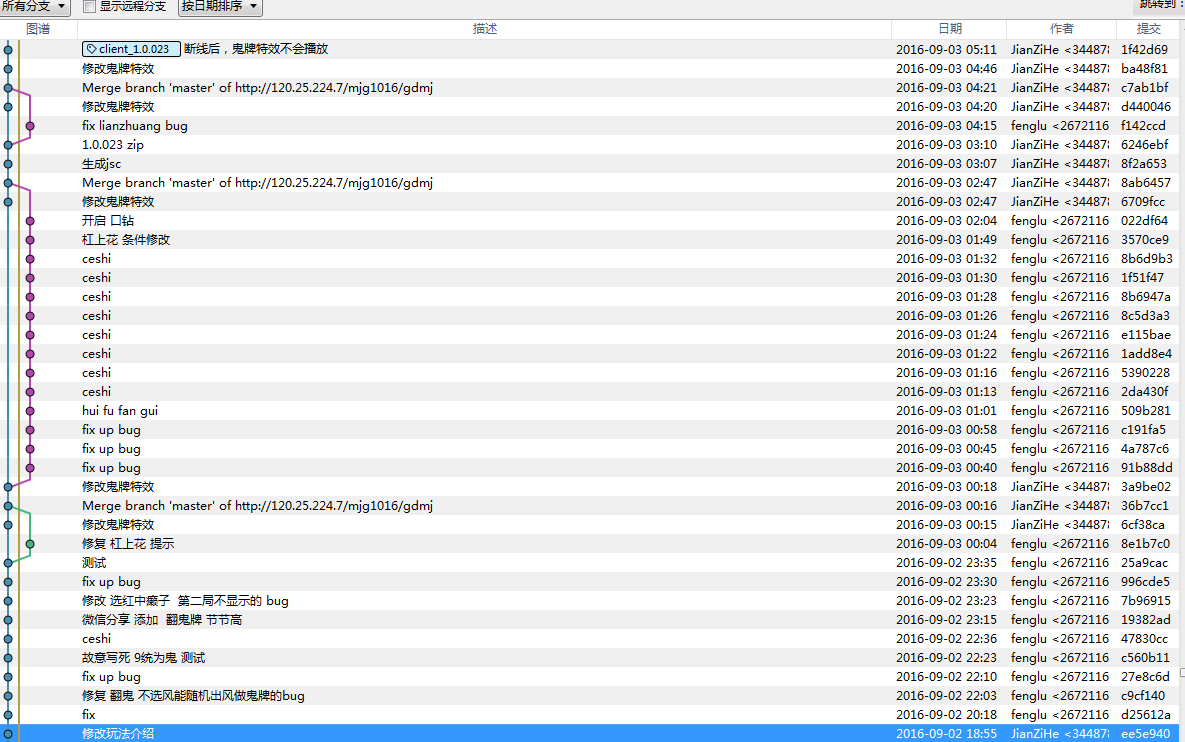 所有分支 显示远程分支 按日期排序 跳转到:
图谱 描述 日期 作者 提交
client_1.0.023 断线后，鬼牌特效不会播放 2016-09-03 05:11 JianZiHe <344878 1f42d69
修改鬼牌特效 2016-09-03 04:46 JianZiHe <344878 ba48f81
Merge branch 'master' of http://120.25.224.7/mjg1016/gdmj 2016-09-03 04:21 JianZiHe <344878 c7ab1bf
修改鬼牌特效 2016-09-03 04:20 JianZiHe <344878 d440046
fix lianzhuang bug 2016-09-03 04:15 fenglu <2672116 f142ccd
1.0.023 zip 2016-09-03 03:10 JianZiHe <344878 6246ebf
生成jsc 2016-09-03 03:07 JianZiHe <344878 8f2a653
Merge branch 'master' of http://120.25.224.7/mjg1016/gdmj 2016-09-03 02:47 JianZiHe <344878 8ab6457
修改鬼牌特效 2016-09-03 02:47 JianZiHe <344878 6709fcc
开启 口钻 2016-09-03 02:04 fenglu <2672116 022df64
杠上花 条件修改 2016-09-03 01:49 fenglu <2672116 3570ce9
ceshi 2016-09-03 01:32 fenglu <2672116 8b6d9b3
ceshi 2016-09-03 01:30 fenglu <2672116 1f51f47
ceshi 2016-09-03 01:28 fenglu <2672116 8b6947a
ceshi 2016-09-03 01:26 fenglu <2672116 8c5d3a3
ceshi 2016-09-03 01:24 fenglu <2672116 e115bae
ceshi 2016-09-03 01:22 fenglu <2672116 1add8e4
ceshi 2016-09-03 01:16 fenglu <2672116 5390228
ceshi 2016-09-03 01:13 fenglu <2672116 2da430f
hui fu fan gui 2016-09-03 01:01 fenglu <2672116 509b281
fix up bug 2016-09-03 00:58 fenglu <2672116 c191fa5
fix up bug 2016-09-03 00:45 fenglu <2672116 4a787c6
fix up bug 2016-09-03 00:40 fenglu <2672116 91b88dd
修改鬼牌特效 2016-09-03 00:18 JianZiHe <344878 3a9be02
Merge branch 'master' of http://120.25.224.7/mjg1016/gdmj 2016-09-03 00:16 JianZiHe <344878 36b7cc1
修改鬼牌特效 2016-09-03 00:15 JianZiHe <344878 6cf38ca
修复 杠上花 提示 2016-09-03 00:04 fenglu <2672116 8e1b7c0
测试 2016-09-02 23:35 fenglu <2672116 25a9cac
fix up bug 2016-09-02 23:30 fenglu <2672116 996cde5
修改 选红中癞子 第二局不显示的 bug 2016-09-02 23:23 fenglu <2672116 7b96915
微信分享 添加 翻鬼牌 节节高 2016-09-02 23:15 fenglu <2672116 19382ad
ceshi 2016-09-02 22:36 fenglu <2672116 47830cc
故意写死 9统为鬼 测试 2016-09-02 22:23 fenglu <2672116 c560b11
fix up bug 2016-09-02 22:10 fenglu <2672116 27e8c6d
修复 翻鬼 不选风能随机出风做鬼牌的bug 2016-09-02 22:03 fenglu <2672116 c9cf140
fix 2016-09-02 20:18 fenglu <2672116 d25612a
修改玩法介绍 2016-09-02 18:55 JianZiHe <344878 ee5e940